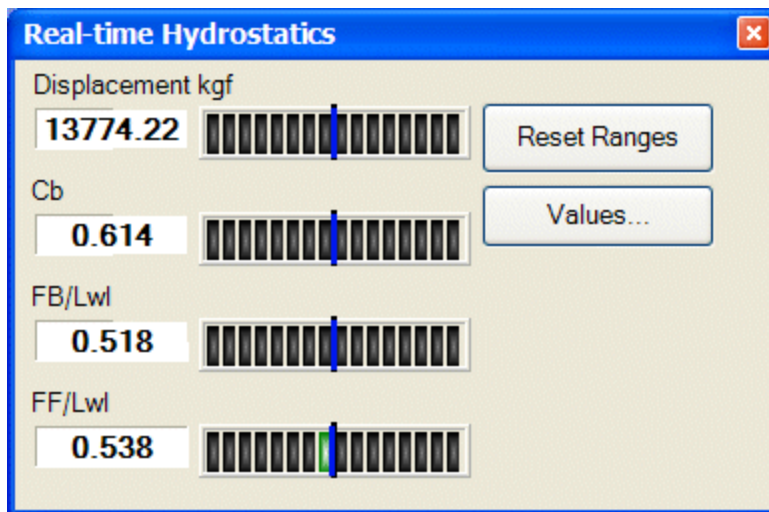 Real-time Hydrostatics
Displacement kgf
13774.22
Reset Ranges
Cb
0.614
Values...
FB/Lwl
0.518
FF/Lwl
0.538